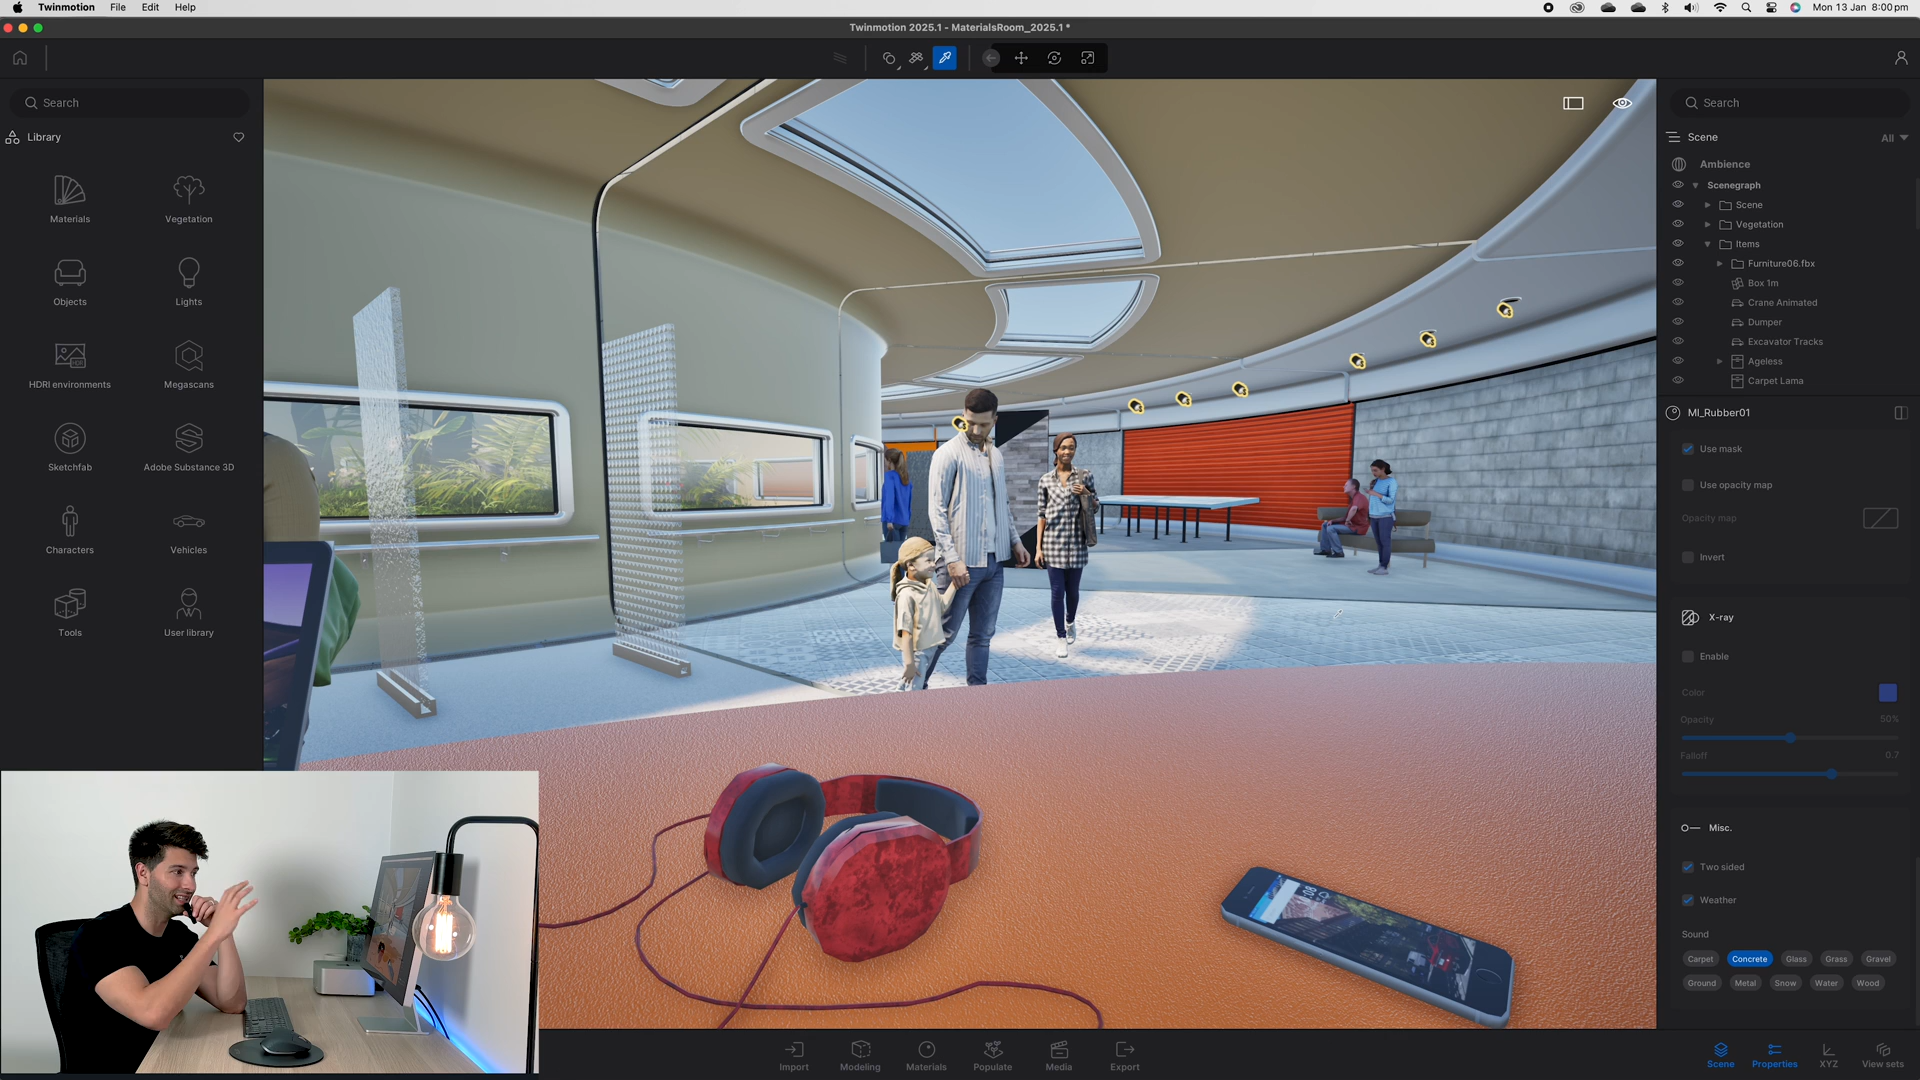 Twinmotion File Edit Help
Mon 13 Jan 8:00 pm
Twinmotion 2025.1 - MaterialsRoom_2025.1 *
Search
Library
Materials
Vegetation
Objects
Lights
HDRI environments
Megascans
Sketchfab
Adobe Substance 3D
Characters
Vehicles
Tools
User library
Search
Scene
All
Ambience
Scenegraph
Scene
Vegetation
Items
Furniture06.fbx
Box 1m
Crane Animated
Dumper
Excavator Tracks
Ageless
Carpet Lama
MI_Rubber01
Use mask
Use opacity map
Opacity map
Invert
X-ray
Enable
Color
Opacity 50%
Falloff 0.7
Misc.
Two sided
Weather
Sound
Carpet Concrete Glass Grass Gravel
Ground Metal Snow Water Wood
Import Modeling Materials Populate Media Export
Scene Properties XYZ View sets